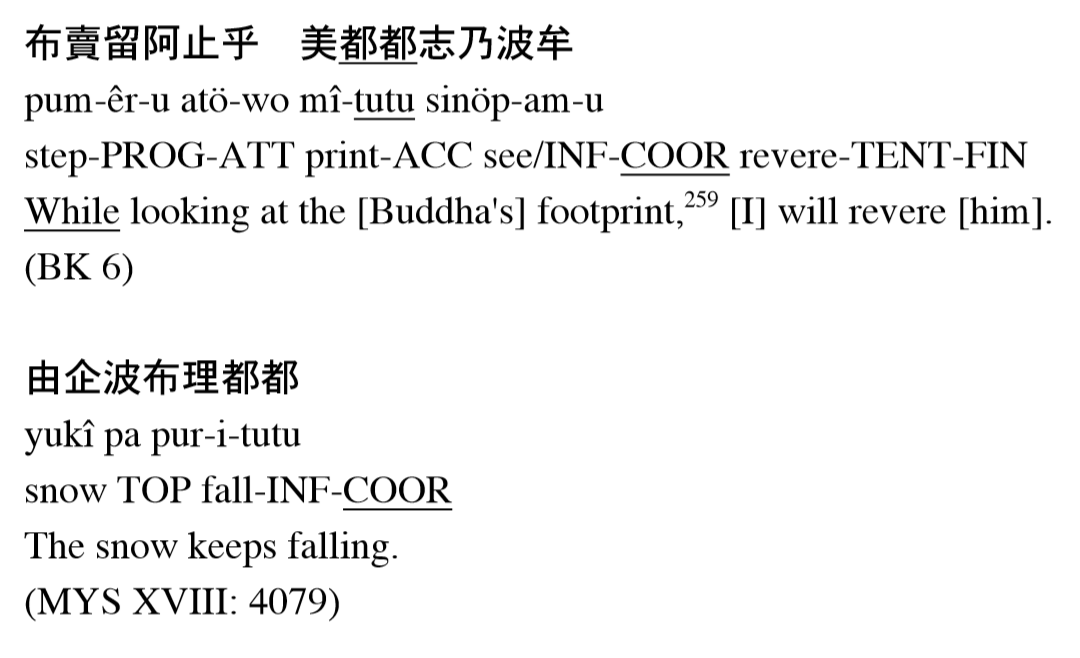 布賣留阿止乎　美都都志乃波牟
pum-êr-u atö-wo mî-tutu sinöp-am-u
step-PROG-ATT print-ACC see/INF-COOR revere-TENT-FIN
While looking at the [Buddha's] footprint,259 [I] will revere [him].
(BK 6)
由企波布理都都
yukî pa pur-i-tutu
snow TOP fall-INF-COOR
The snow keeps falling.
(MYS XVIII: 4079)